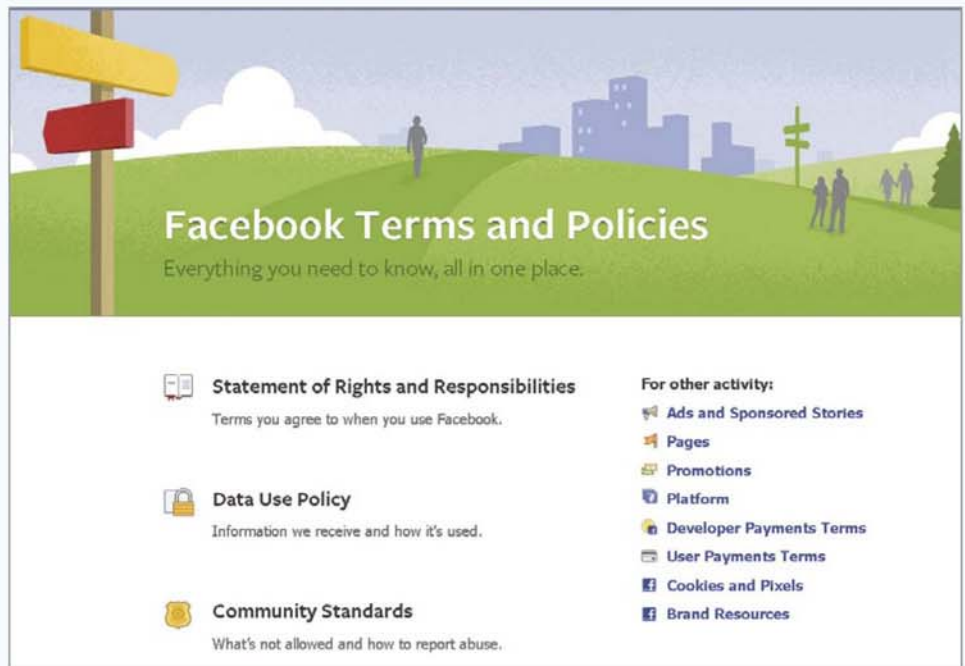 Facebook Terms and Policies
Everything you need to know, all in one place.
Statement of Rights and Responsibilities
Terms you agree to when you use Facebook.
Data Use Policy
Information we receive and how it's used.
Community Standards
What's not allowed and how to report abuse.
For other activity:
Ads and Sponsored Stories
Pages
Promotions
Platform
Developer Payments Terms
User Payments Terms
Cookies and Pixels
Brand Resources